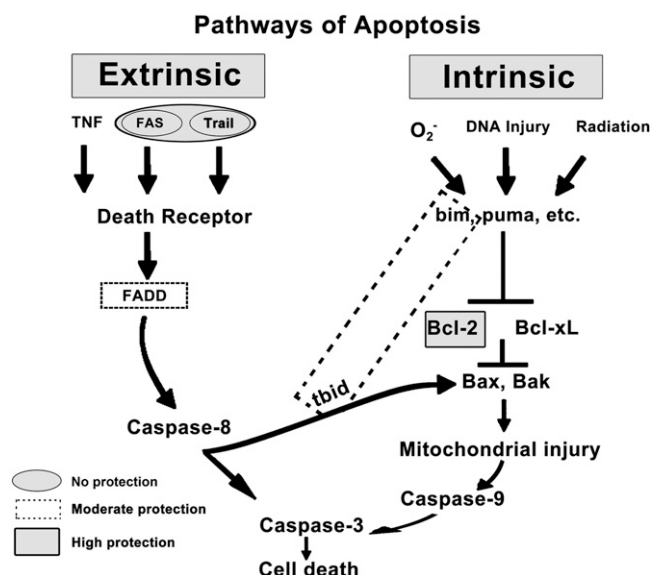 Pathways of Apoptosis
Extrinsic
Intrinsic
TNF
FAS
Trail
O₂⁻
DNA Injury
Radiation
Death Receptor
bim, puma, etc.
FADD
Bcl-2
Bcl-xL
tbid
Bax, Bak
Caspase-8
Mitochondrial injury
Caspase-9
Caspase-3
Cell death
No protection
Moderate protection
High protection